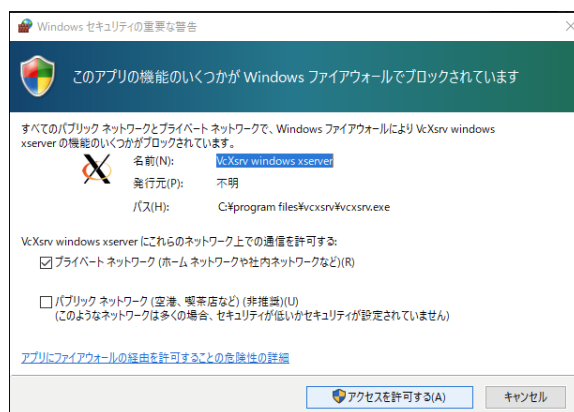 Windows セキュリティの重要な警告
このアプリの機能のいくつかが Windows ファイアウォールでブロックされています
すべてのパブリック ネットワークとプライベート ネットワークで、Windows ファイアウォールにより VcXsrv windows
xserver の機能のいくつかがブロックされています。
名前(N): VcXsrv windows xserver
発行元(P): 不明
パス(H): C:¥program files¥vcxsrv¥vcxsrv.exe
VcXsrv windows xserver にこれらのネットワーク上での通信を許可する:
プライベート ネットワーク (ホーム ネットワークや社内ネットワークなど)(R)
パブリック ネットワーク (空港、喫茶店など) (非推奨)(U)
(このようなネットワークは多くの場合、セキュリティが低いかセキュリティが設定されていません)
アプリにファイアウォールの経由を許可することの危険性の詳細
アクセスを許可する(A) キャンセル